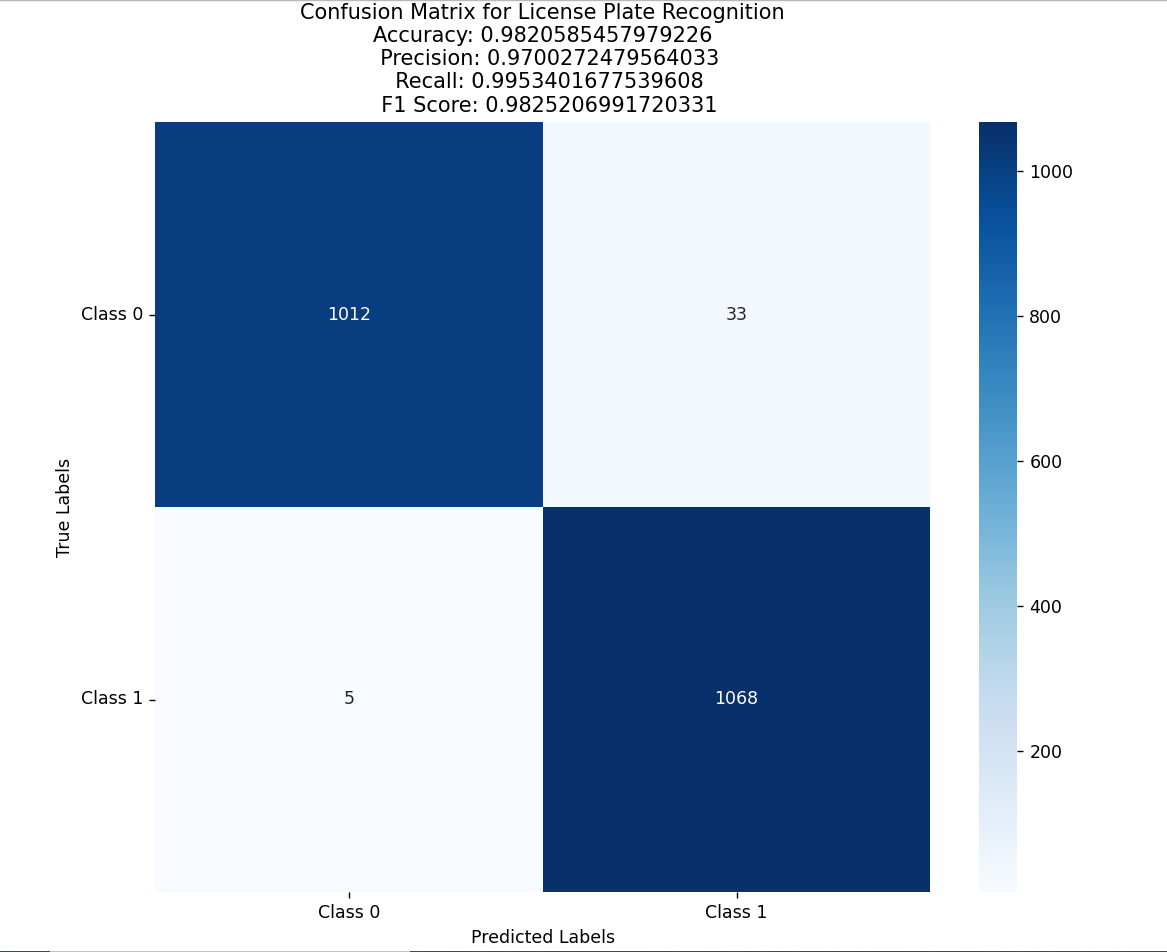 Confusion Matrix for License Plate Recognition
Accuracy: 0.9820585457979226
Precision: 0.9700272479564033
Recall: 0.9953401677539608
F1 Score: 0.9825206991720331
1000
Class 0
1012
33
800
600
True Labels
400
Class 1
5
1068
200
Class 0
Class 1
Predicted Labels